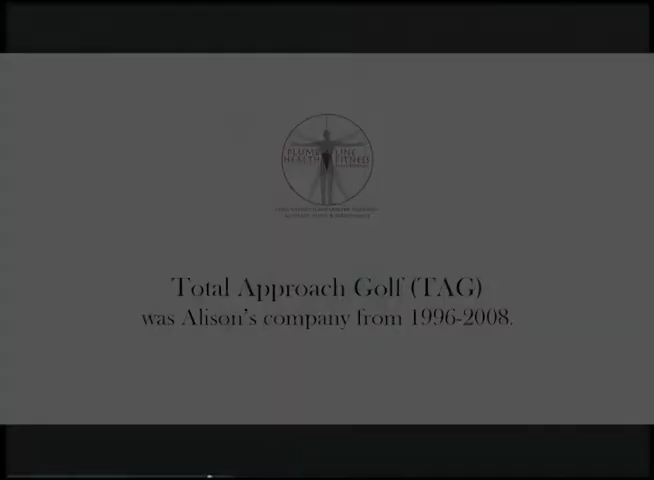 PLUMB LINE
HEALTH FITNESS
Total Approach Golf (TAG)
was Alison's company from 1996-2008.